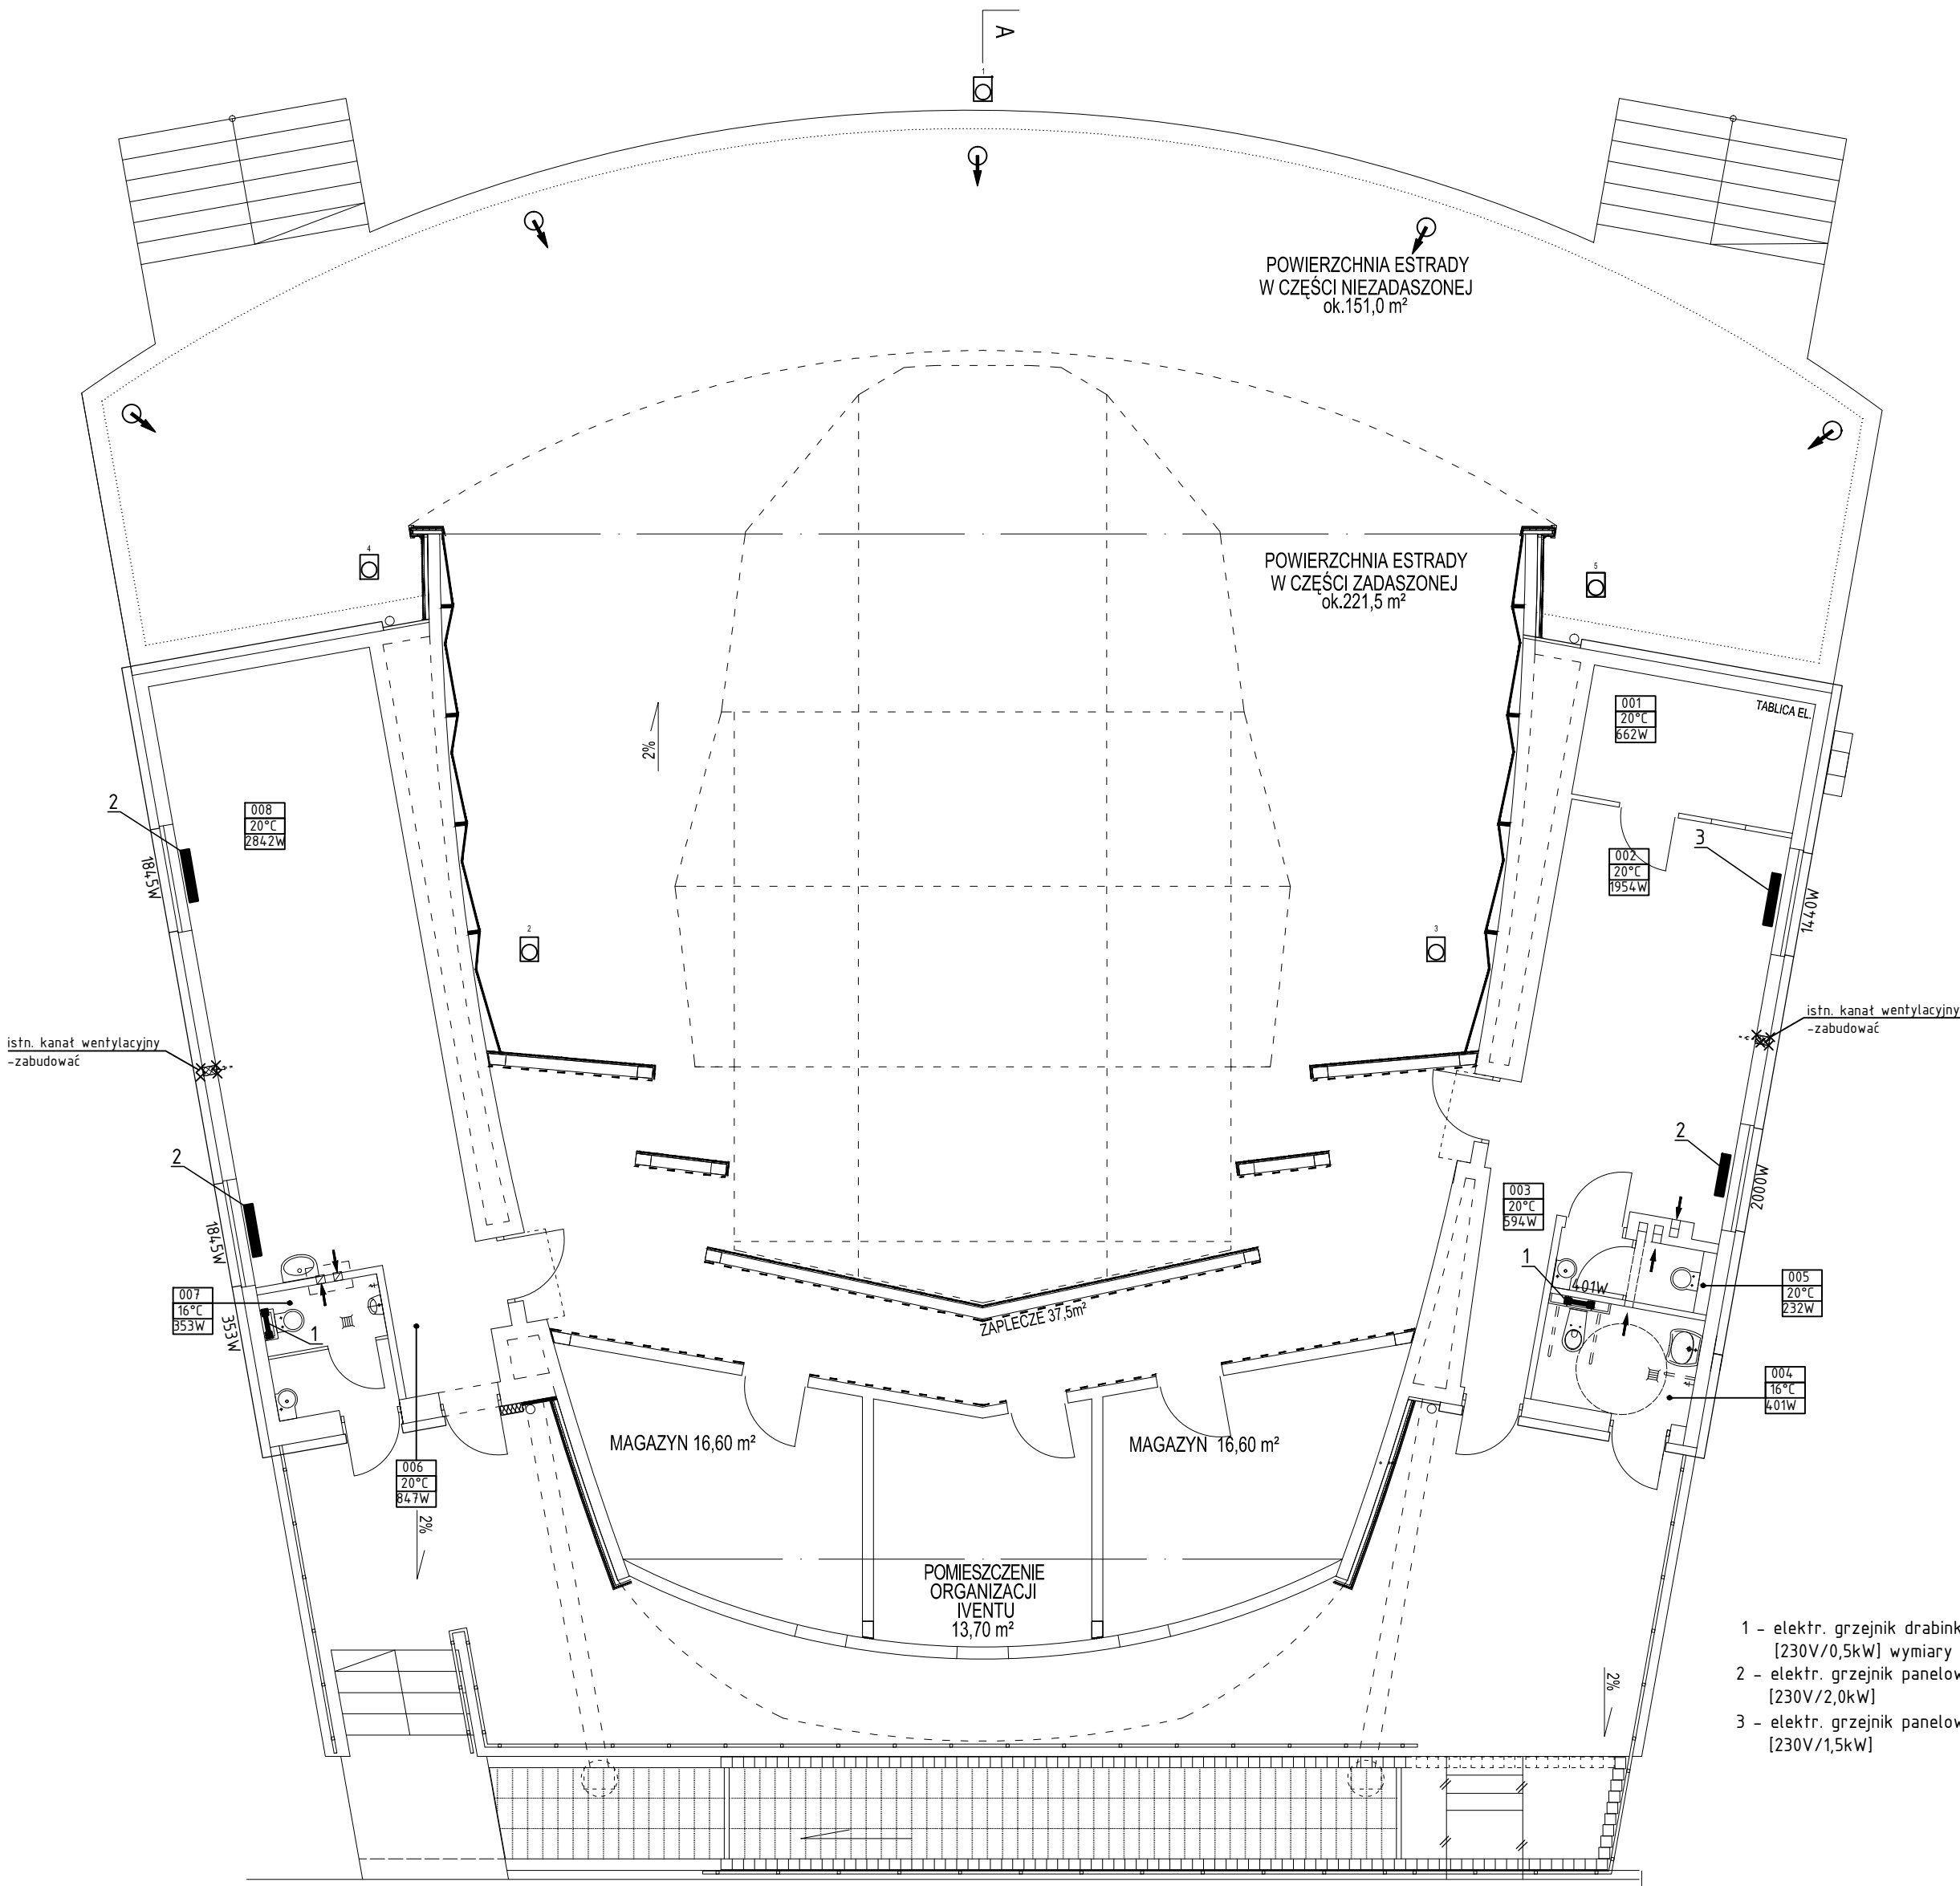 A
POWIERZCHNIA ESTRADY
W CZĘŚCI NIEZADASZONEJ
ok.151,0 m²
POWIERZCHNIA ESTRADY
W CZĘŚCI ZADASZONEJ
ok.221,5 m²
4
5
001
20°C
662W
TABLICA EL.
2%
2
008
20°C
2842W
1845W
3
002
20°C
1954W
1440W
2
3
istn. kanał wentylacyjny
-zabudować
istn. kanał wentylacyjny
-zabudować
2
1845W
2
2000W
003
20°C
594W
1
401W
005
20°C
232W
007
16°C
353W
353W
1
ZAPLECZE 37,5m²
004
16°C
401W
MAGAZYN 16,60 m²
MAGAZYN 16,60 m²
006
20°C
847W
2%
POMIESZCZENIE
ORGANIZACJI
IVENTU
13,70 m²
2%
1 - elektr. grzejnik drabink
[230V/0,5kW] wymiary
2 - elektr. grzejnik panelow
[230V/2,0kW]
3 - elektr. grzejnik panelow
[230V/1,5kW]